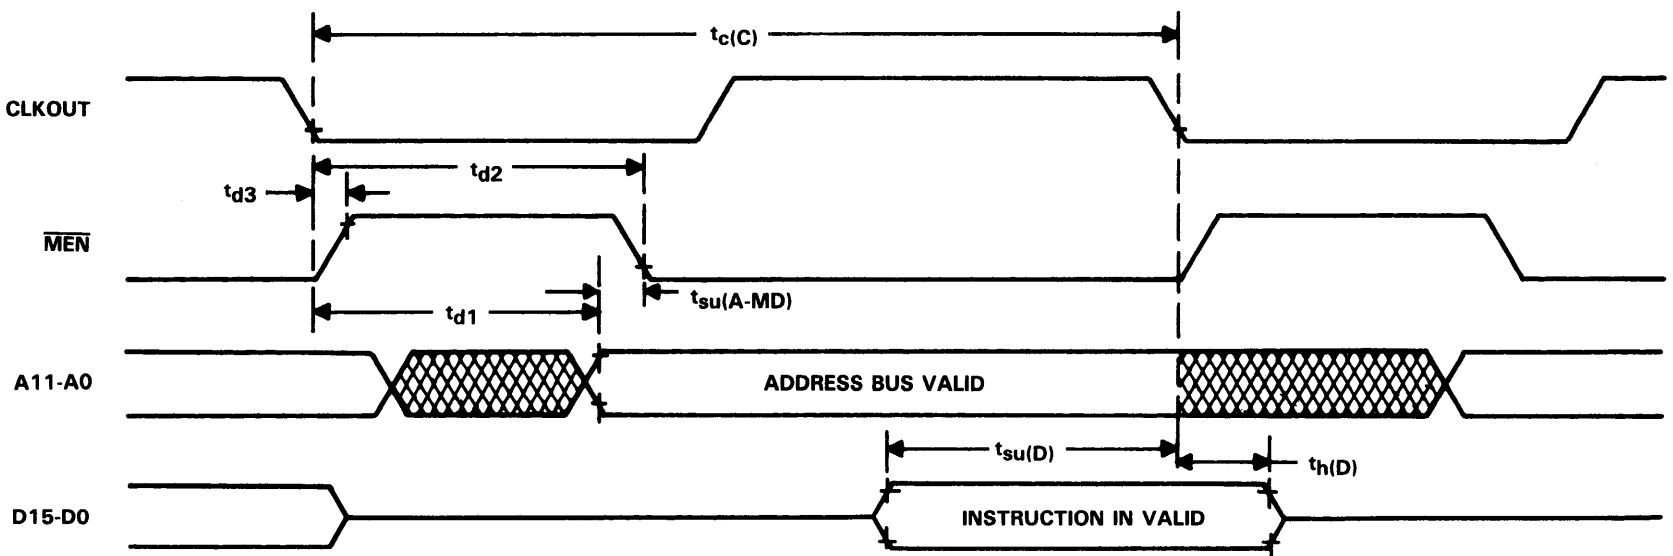 tc(C)
CLKOUT
td2
td3
MEN
tsu(A-MD)
td1
A11-A0
ADDRESS BUS VALID
tsu(D)
th(D)
D15-D0
INSTRUCTION IN VALID